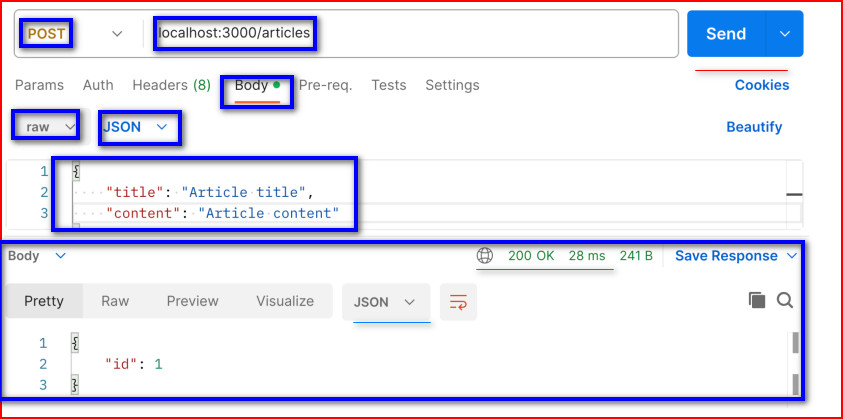 POST localhost:3000/articles Send
Params Auth Headers (8) Body Pre-req. Tests Settings Cookies
raw JSON Beautify
1 {
2 "title": "Article title",
3 "content": "Article content"
Body 200 OK 28 ms 241 B Save Response
Pretty Raw Preview Visualize JSON
1 {
2 "id": 1
3 }